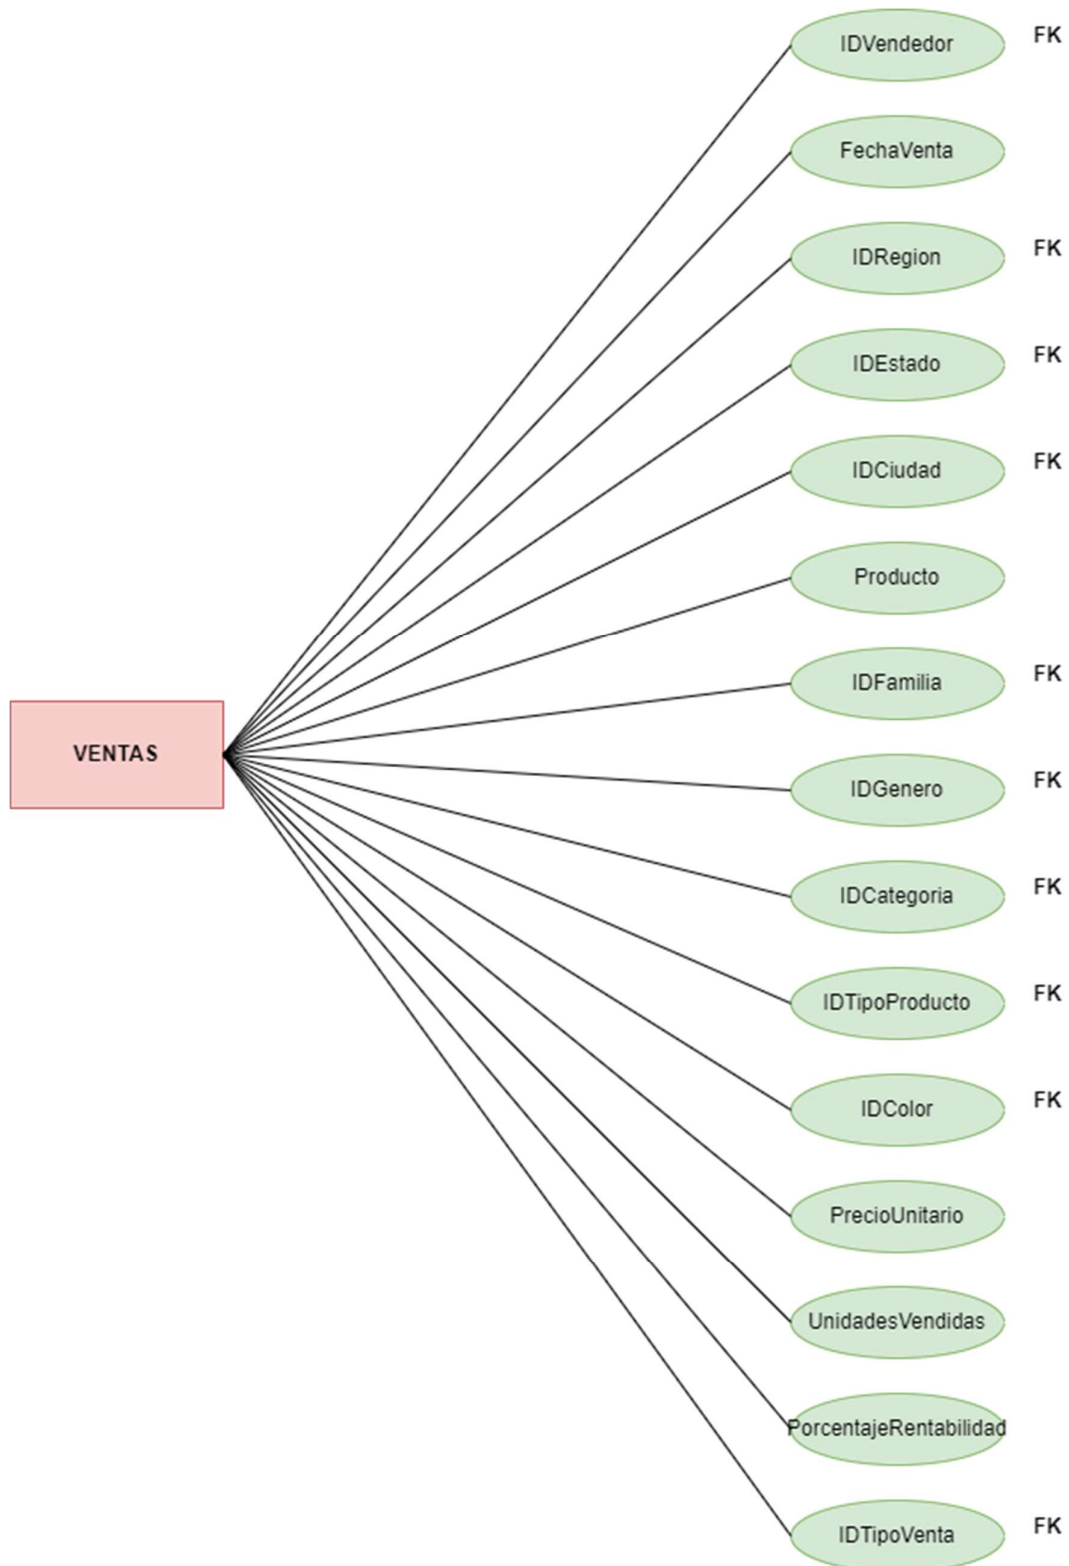 IDVendedor FK
FechaVenta
IDRegion FK
IDEstado FK
IDCiudad FK
Producto
IDFamilia FK
VENTAS
IDGenero FK
IDCategoria FK
IDTipoProducto FK
IDColor FK
PrecioUnitario
UnidadesVendidas
PorcentajeRentabilidad
IDTipoVenta FK